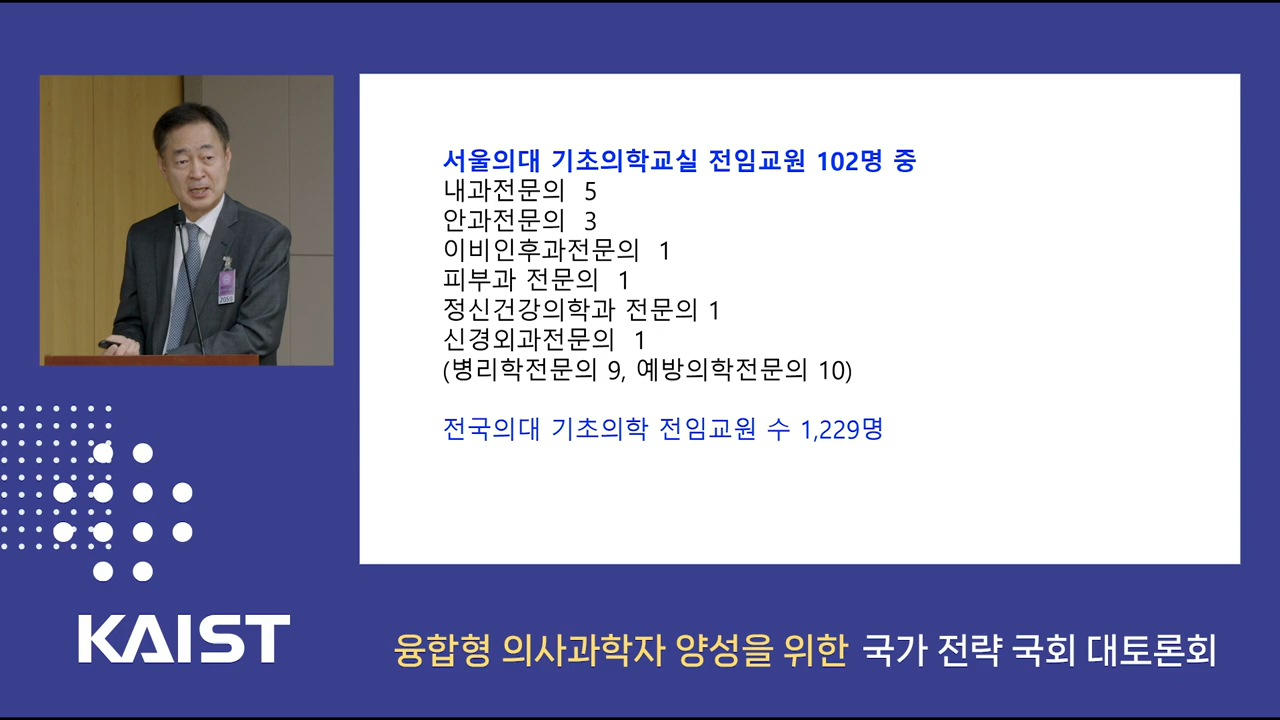 서울의대 기초의학교실 전임교원 102명 중
내과전문의 5
안과전문의 3
이비인후과전문의 1
피부과 전문의 1
정신건강의학과 전문의 1
신경외과전문의 1
(병리학전문의 9, 예방의학전문의 10)
전국의대 기초의학 전임교원 수 1,229명
KAIST
융합형 의사과학자 양성을 위한 국가 전략 국회 대토론회